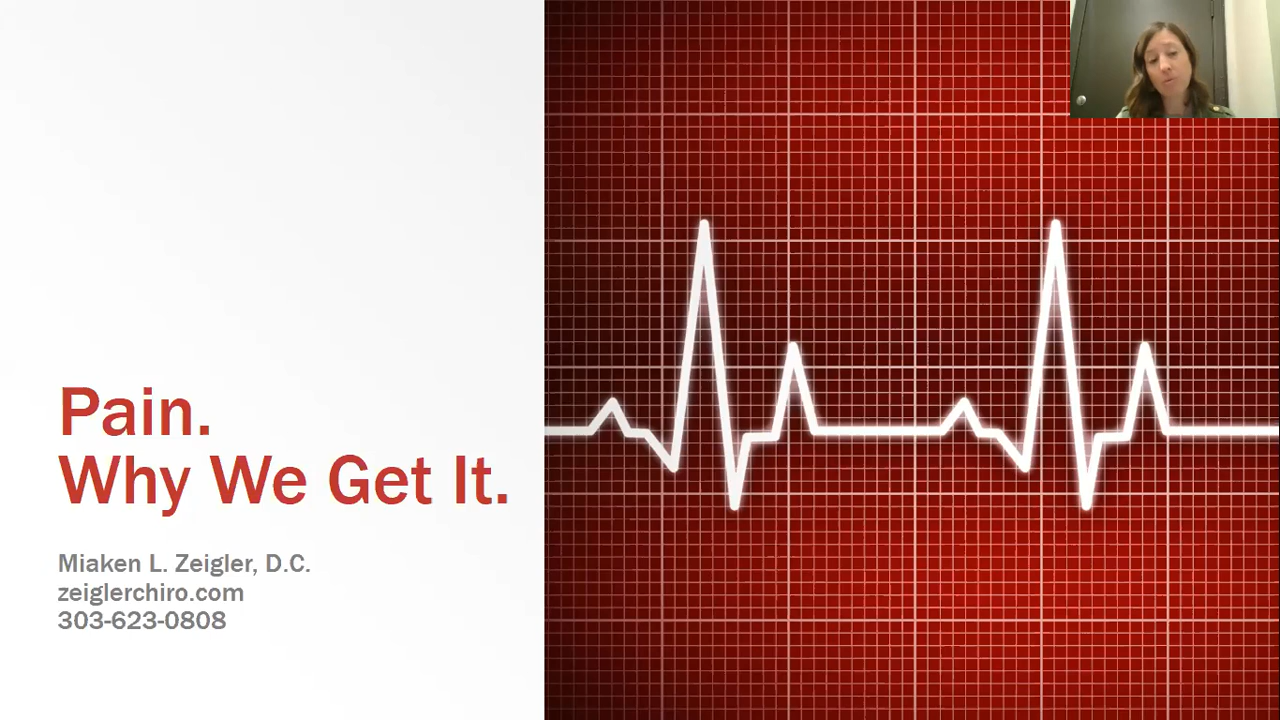 Pain.
Why We Get It.
Miaken L. Zeigler, D.C.
zeiglerchiro.com
303-623-0808